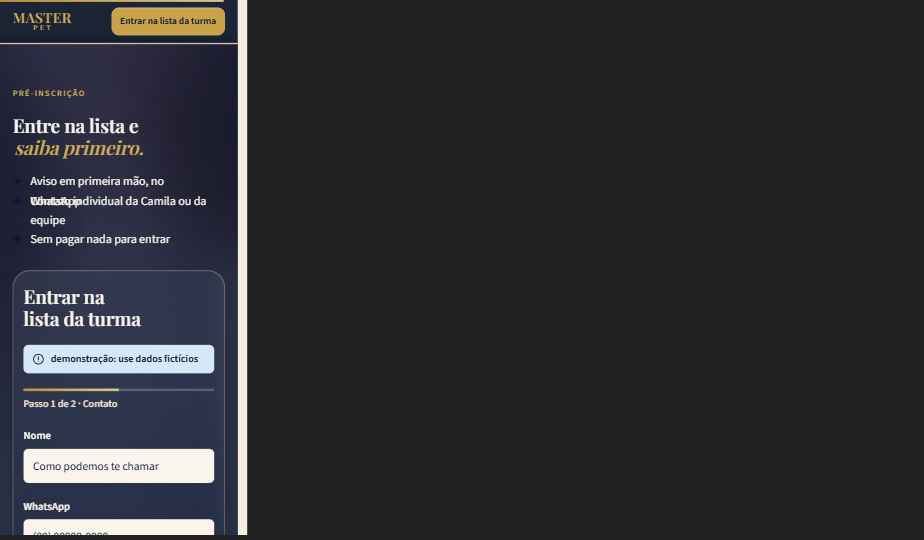 MASTER
PET
Entrar na lista da turma
PRÉ-INSCRIÇÃO
Entre na lista e
saiba primeiro.
Aviso em primeira mão, no
WhatsApp
Contato individual da Camila ou da
equipe
Sem pagar nada para entrar
Entrar na
lista da turma
demonstração: use dados fictícios
Passo 1 de 2 · Contato
Nome
Como podemos te chamar
WhatsApp